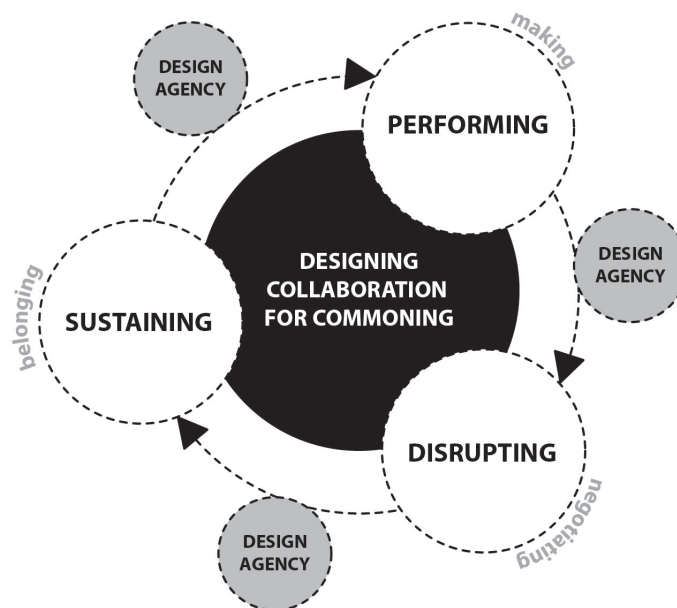 making
DESIGN
AGENCY
PERFORMING
DESIGN
AGENCY
DESIGNING
COLLABORATION
FOR COMMONING
belonging
SUSTAINING
DISRUPTING
negotiating
DESIGN
AGENCY